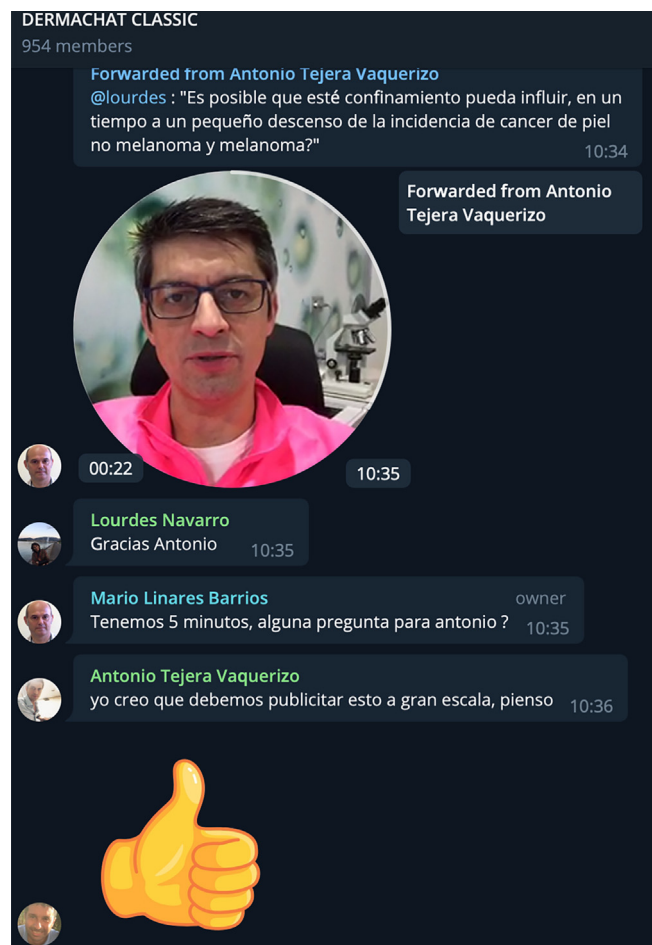 DERMACHAT CLASSIC
954 members
Forwarded from Antonio Tejera Vaquerizo
@lourdes : "Es posible que esté confinamiento pueda influir, en un
tiempo a un pequeño descenso de la incidencia de cancer de piel
no melanoma y melanoma?"
10:34
Forwarded from Antonio
Tejera Vaquerizo
00:22
10:35
Lourdes Navarro
Gracias Antonio 10:35
Mario Linares Barrios owner
Tenemos 5 minutos, alguna pregunta para antonio ? 10:35
Antonio Tejera Vaquerizo
yo creo que debemos publicitar esto a gran escala, pienso 10:36